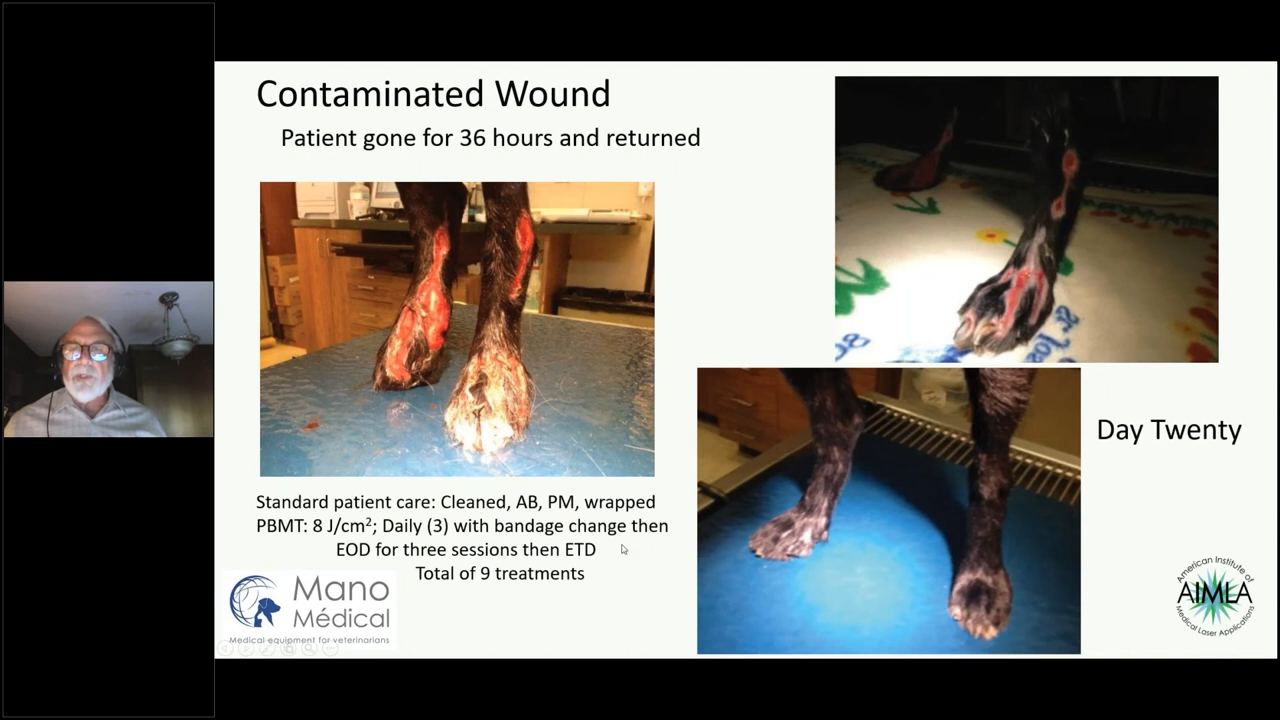 Contaminated Wound
Patient gone for 36 hours and returned
Standard patient care: Cleaned, AB, PM, wrapped
PBMT: 8 J/cm²; Daily (3) with bandage change then
EOD for three sessions then ETD
Total of 9 treatments
Day Twenty
Mano
Médical
Medical equipment for veterinarians
American Institute of
AIMLA
Medical Laser Applications